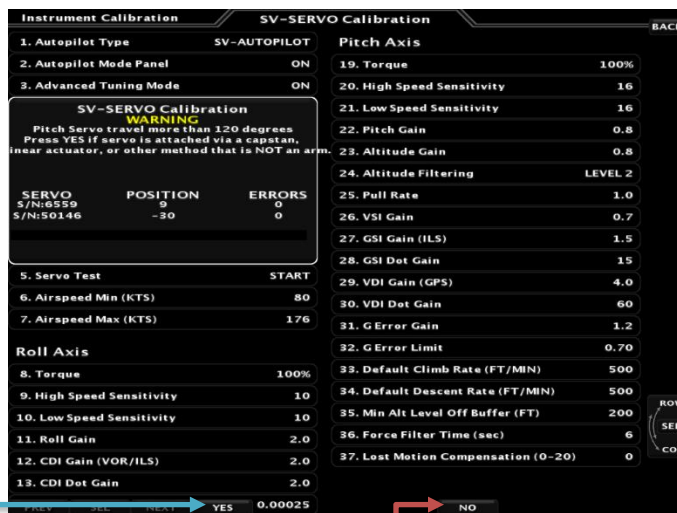 Instrument Calibration
SV-SERVO Calibration
BACK
1. Autopilot Type SV-AUTOPILOT
2. Autopilot Mode Panel ON
3. Advanced Tuning Mode ON
SV-SERVO Calibration
WARNING
Pitch Servo travel more than 120 degrees
Press YES if servo is attached via a capstan,
inear actuator, or other method that is NOT an arm.
SERVO POSITION ERRORS
S/N:6559 9 0
S/N:50146 -30 0
5. Servo Test START
6. Airspeed Min (KTS) 80
7. Airspeed Max (KTS) 176
Roll Axis
8. Torque 100%
9. High Speed Sensitivity 10
10. Low Speed Sensitivity 10
11. Roll Gain 2.0
12. CDI Gain (VOR/ILS) 2.0
13. CDI Dot Gain 2.0
0.00025
Pitch Axis
19. Torque 100%
20. High Speed Sensitivity 16
21. Low Speed Sensitivity 16
22. Pitch Gain 0.8
23. Altitude Gain 0.8
24. Altitude Filtering LEVEL 2
25. Pull Rate 1.0
26. VSI Gain 0.7
27. GSI Gain (ILS) 1.5
28. GSI Dot Gain 15
29. VDI Gain (GPS) 4.0
30. VDI Dot Gain 60
31. G Error Gain 1.2
32. G Error Limit 0.70
33. Default Climb Rate (FT/MIN) 500
34. Default Descent Rate (FT/MIN) 500
35. Min Alt Level Off Buffer (FT) 200
36. Force Filter Time (sec) 6
37. Lost Motion Compensation (0-20) 0
PREV SEL NEXT YES NO